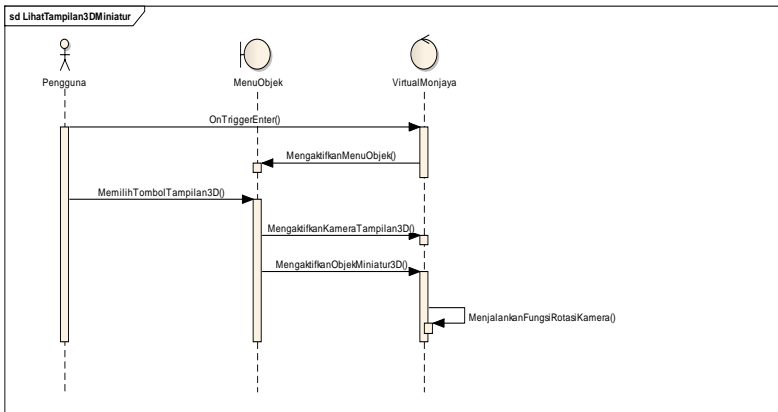 sd LihatTampilan3DMiniatur
Pengguna
MenuObjek
VirtualMonjaya
OnTriggerEnter()
MengaktifkanMenuObjek()
MemilihTombolTampilan3D()
MengaktifkanKameraTampilan3D()
MengaktifkanObjekMiniatur3D()
MenjalankanFungsiRotasiKamera()